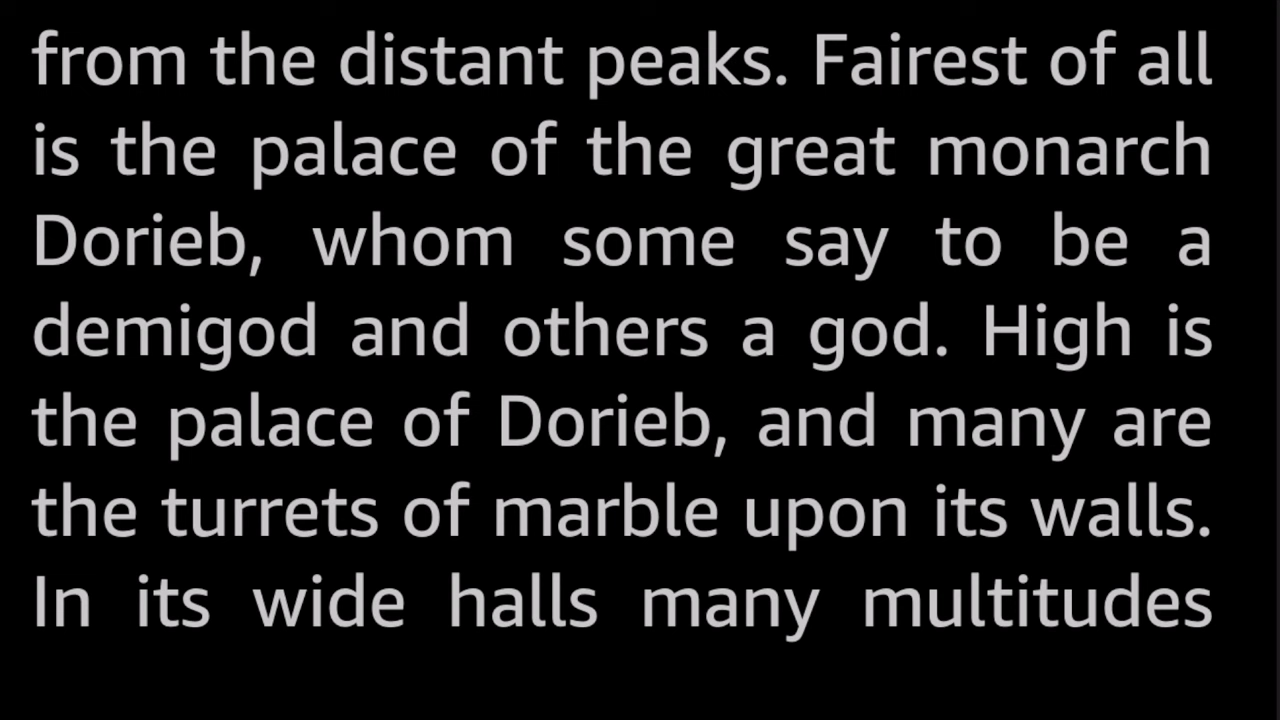 from the distant peaks. Fairest of all
is the palace of the great monarch
Dorieb, whom some say to be a
demigod and others a god. High is
the palace of Dorieb, and many are
the turrets of marble upon its walls.
In its wide halls many multitudes